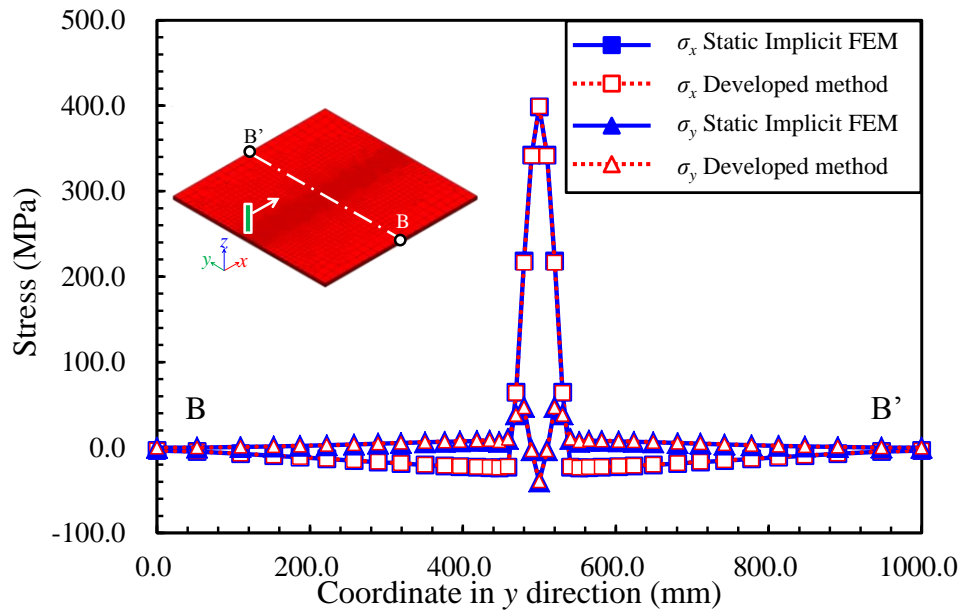 500.0
400.0
300.0
200.0
100.0
0.0
-100.0
Stress (MPa)
σx Static Implicit FEM
σx Developed method
σy Static Implicit FEM
σy Developed method
B’
B
z
y
x
B
B’
0.0 200.0 400.0 600.0 800.0 1000.0
Coordinate in y direction (mm)